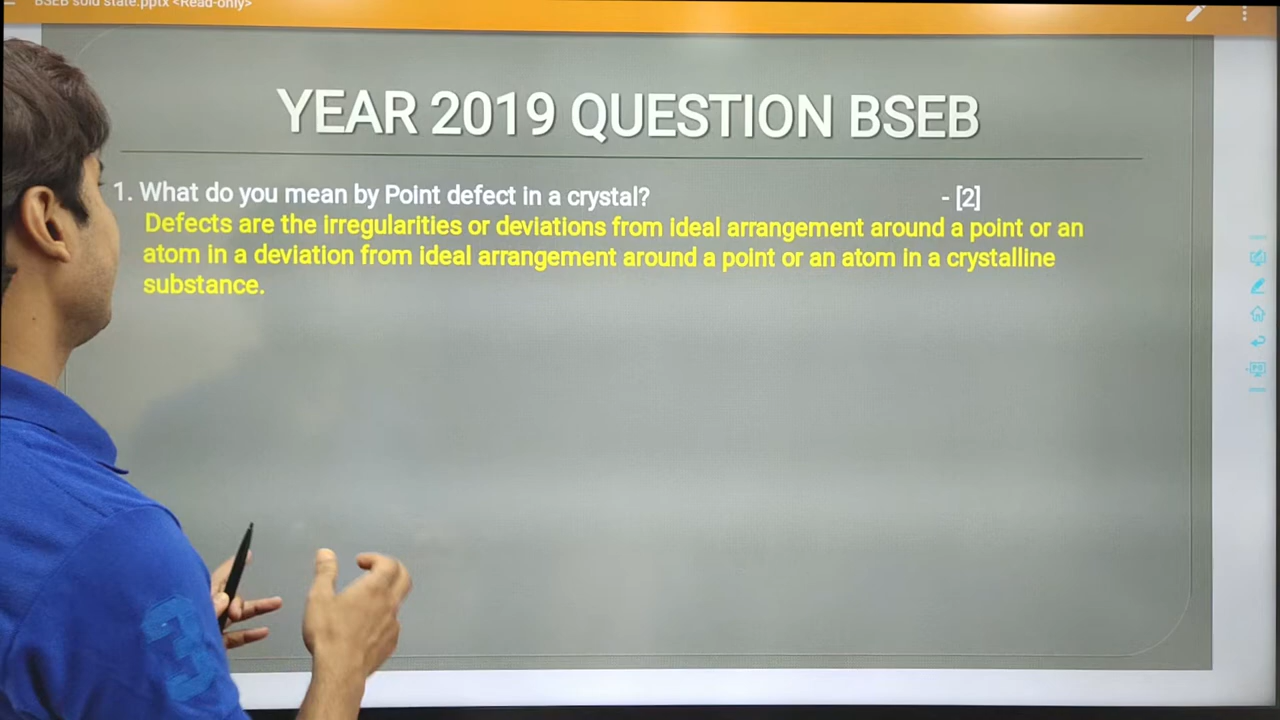 BSEB solid state.pptx <Read-only>
YEAR 2019 QUESTION BSEB
1. What do you mean by Point defect in a crystal? - [2]
Defects are the irregularities or deviations from ideal arrangement around a point or an
atom in a deviation from ideal arrangement around a point or an atom in a crystalline
substance.
3